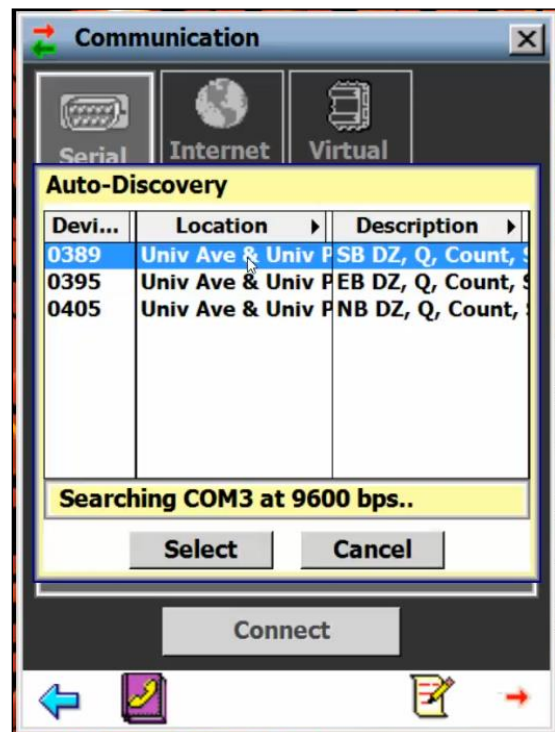 Communication
Serial Internet Virtual
Auto-Discovery
Devi... Location Description
0389 Univ Ave & Univ P SB DZ, Q, Count,
0395 Univ Ave & Univ P EB DZ, Q, Count,
0405 Univ Ave & Univ P NB DZ, Q, Count,
Searching COM3 at 9600 bps..
Select Cancel
Connect